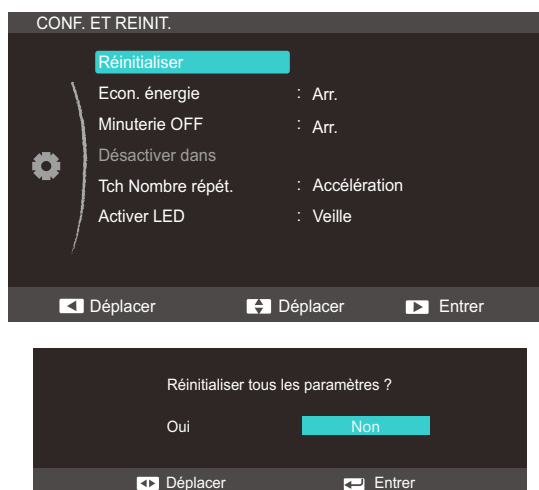 CONF. ET REINIT.
Réinitialiser
Econ. énergie : Arr.
Minuterie OFF : Arr.
Désactiver dans
Tch Nombre répét. : Accélération
Activer LED : Veille
Déplacer Déplacer Entrer
Réinitialiser tous les paramètres ?
Oui Non
Déplacer Entrer